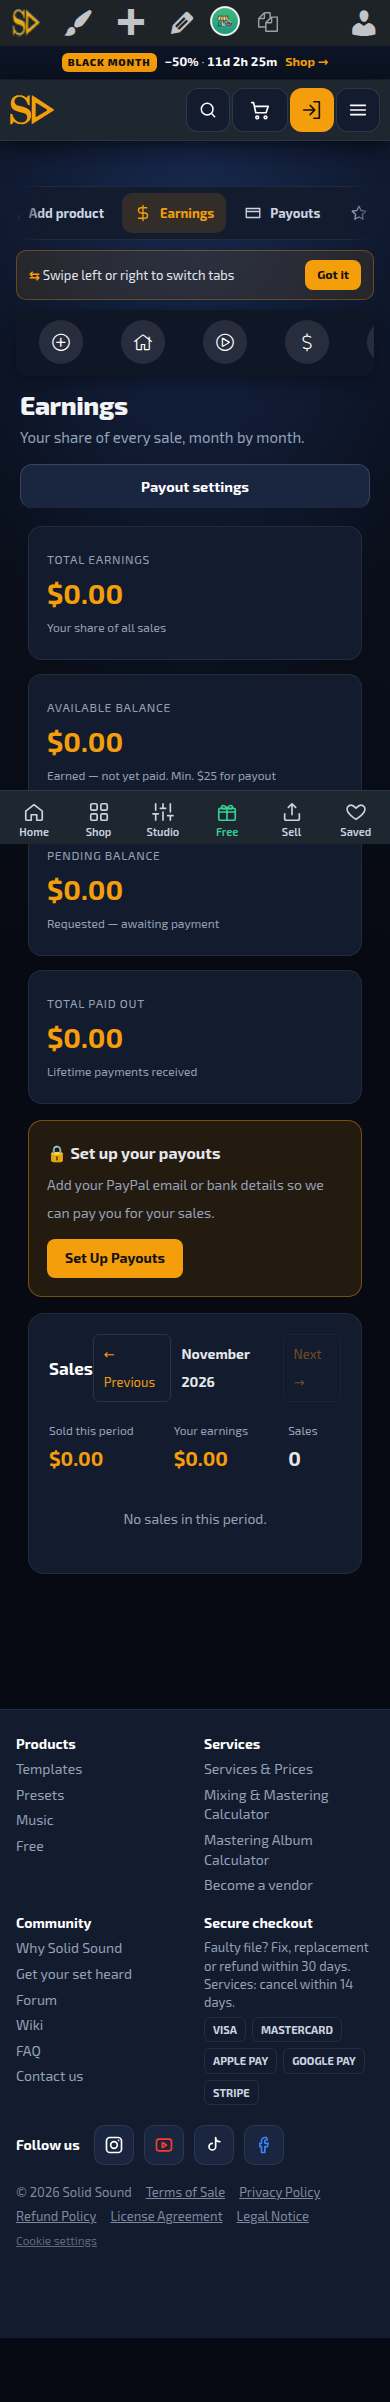 BLACK MONTH −50% · 11d 2h 25m Shop →
Add product Earnings Payouts
⇆ Swipe left or right to switch tabs Got it
Earnings
Your share of every sale, month by month.
Payout settings
TOTAL EARNINGS
$0.00
Your share of all sales
AVAILABLE BALANCE
$0.00
Earned — not yet paid. Min. $25 for payout
Home Shop Studio Free Sell Saved
PENDING BALANCE
$0.00
Requested — awaiting payment
TOTAL PAID OUT
$0.00
Lifetime payments received
🔒 Set up your payouts
Add your PayPal email or bank details so we
can pay you for your sales.
Set Up Payouts
Sales
←
Previous
November
2026
Next
→
Sold this period Your earnings Sales
$0.00 $0.00 0
No sales in this period.
Products
Templates
Presets
Music
Free
Services
Services & Prices
Mixing & Mastering
Calculator
Mastering Album
Calculator
Become a vendor
Community
Why Solid Sound
Get your set heard
Forum
Wiki
FAQ
Contact us
Secure checkout
Faulty file? Fix, replacement
or refund within 30 days.
Services: cancel within 14
days.
VISA MASTERCARD
APPLE PAY GOOGLE PAY
STRIPE
Follow us
© 2026 Solid Sound Terms of Sale Privacy Policy
Refund Policy License Agreement Legal Notice
Cookie settings